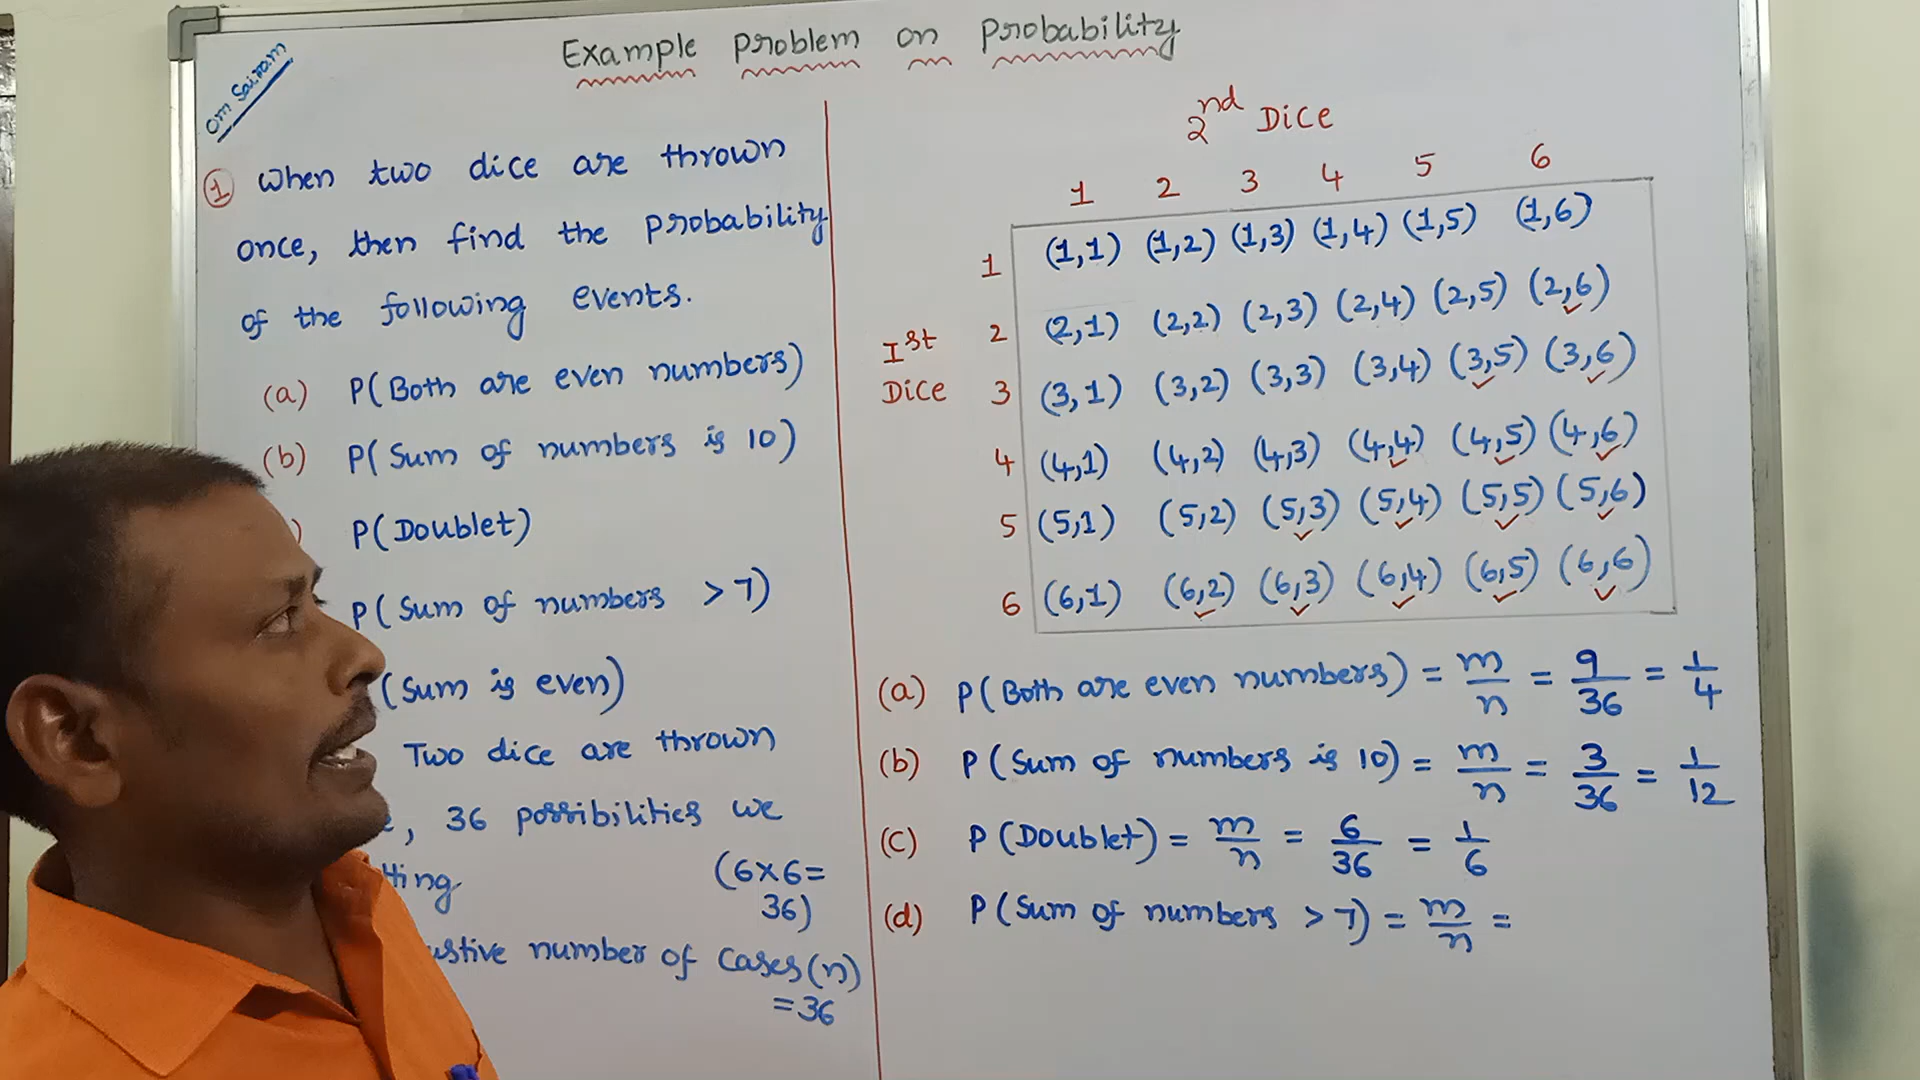 Example Problem on Probability
Om Sairam
① When two dice are thrown
once, then find the probability
of the following events.
(a) P(Both are even numbers)
(b) P(Sum of numbers is 10)
) P(Doublet)
P(Sum of numbers > 7)
(Sum is even)
Two dice are thrown
, 36 possibilities we
(6×6=
36)
number of cases (n)
=36
2nd Dice
1 2 3 4 5 6
1 (1,1) (1,2) (1,3) (1,4) (1,5) (1,6)
2 (2,1) (2,2) (2,3) (2,4) (2,5) (2,6)
Ist
Dice 3 (3,1) (3,2) (3,3) (3,4) (3,5) (3,6)
4 (4,1) (4,2) (4,3) (4,4) (4,5) (4,6)
5 (5,1) (5,2) (5,3) (5,4) (5,5) (5,6)
6 (6,1) (6,2) (6,3) (6,4) (6,5) (6,6)
(a) P(Both are even numbers) = m/n = 9/36 = 1/4
(b) P(Sum of numbers is 10) = m/n = 3/36 = 1/12
(c) P(Doublet) = m/n = 6/36 = 1/6
(d) P(Sum of numbers > 7) = m/n =